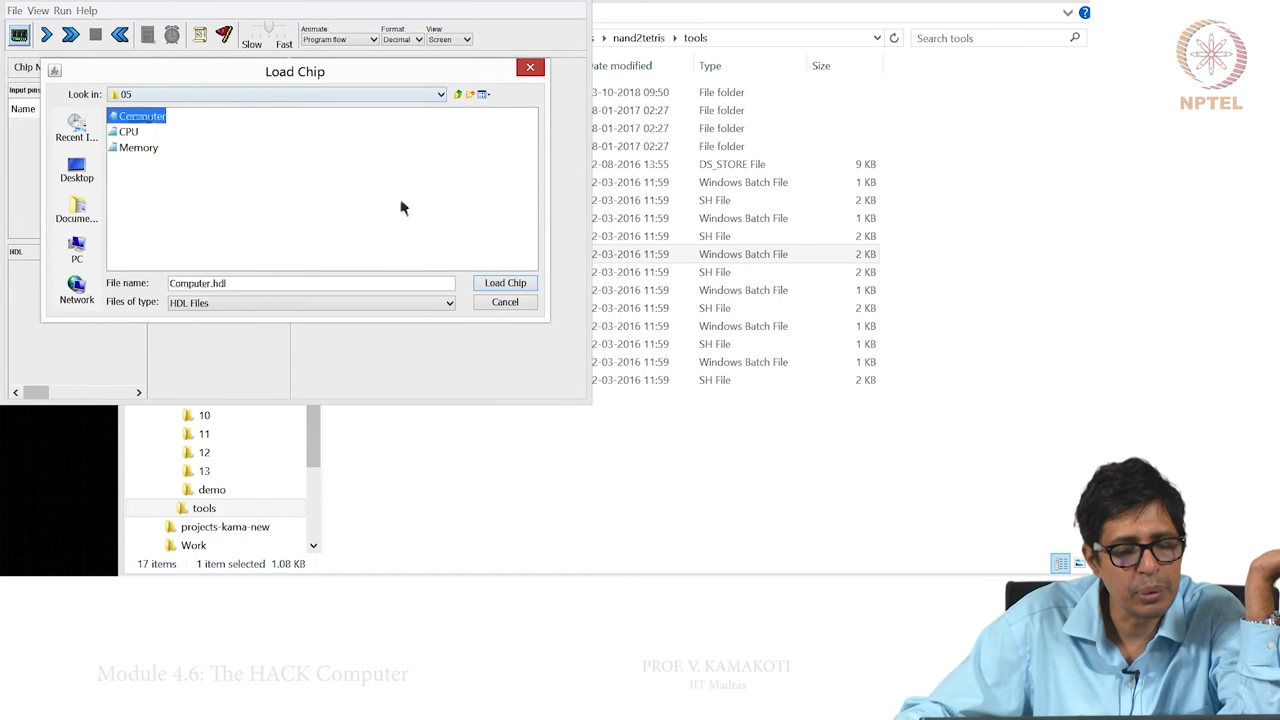 File View Run Help
Slow Fast
Animate:
Program flow
Format:
Decimal
View:
Screen
Chip N
Input pins
Name
HDL
Load Chip
Look in: 05
Computer
CPU
Memory
Recent I...
Desktop
Docume...
PC
Network
File name: Computer.hdl
Files of type: HDL Files
Load Chip
Cancel
s › nand2tetris › tools
Search tools
Date modified Type Size
3-10-2018 09:50 File folder
8-01-2017 02:27 File folder
8-01-2017 02:27 File folder
8-01-2017 02:27 File folder
2-08-2016 13:55 DS_STORE File 9 KB
2-03-2016 11:59 Windows Batch File 1 KB
2-03-2016 11:59 SH File 2 KB
2-03-2016 11:59 Windows Batch File 1 KB
2-03-2016 11:59 SH File 2 KB
2-03-2016 11:59 Windows Batch File 2 KB
2-03-2016 11:59 SH File 2 KB
2-03-2016 11:59 Windows Batch File 1 KB
2-03-2016 11:59 SH File 2 KB
2-03-2016 11:59 Windows Batch File 1 KB
2-03-2016 11:59 SH File 1 KB
2-03-2016 11:59 Windows Batch File 1 KB
2-03-2016 11:59 SH File 2 KB
10
11
12
13
demo
tools
projects-kama-new
Work
17 items 1 item selected 1.08 KB
NPTEL
Module 4.6: The HACK Computer
PROF. V. KAMAKOTI
IIT Madras